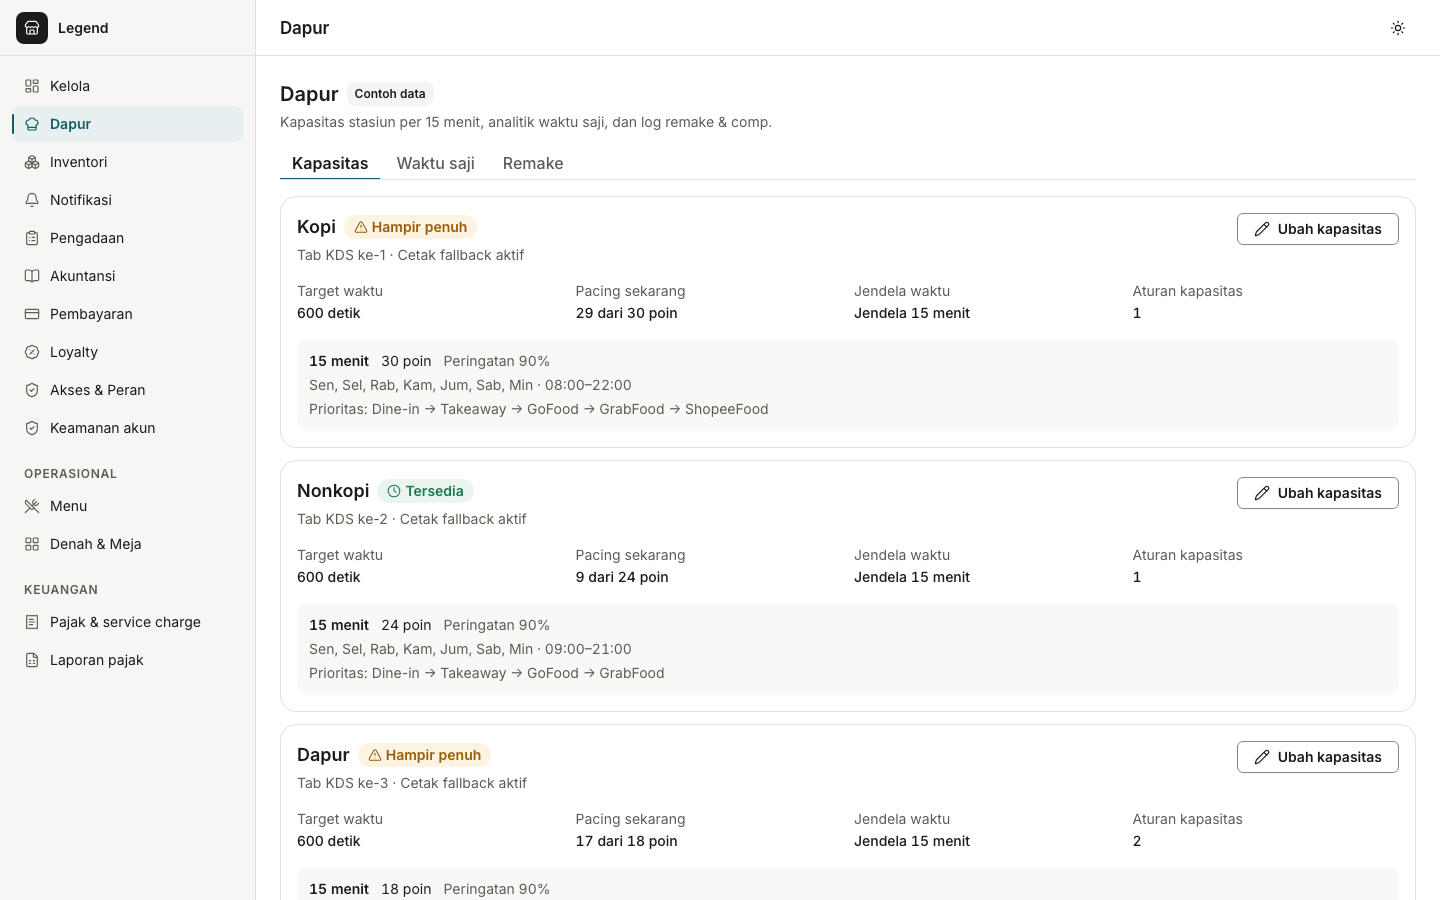 Legend
Dapur
Kelola
Dapur
Inventori
Notifikasi
Pengadaan
Akuntansi
Pembayaran
Loyalty
Akses & Peran
Keamanan akun
OPERASIONAL
Menu
Denah & Meja
KEUANGAN
Pajak & service charge
Laporan pajak
Dapur Contoh data
Kapasitas stasiun per 15 menit, analitik waktu saji, dan log remake & comp.
Kapasitas Waktu saji Remake
Kopi Hampir penuh Ubah kapasitas
Tab KDS ke-1 · Cetak fallback aktif
Target waktu Pacing sekarang Jendela waktu Aturan kapasitas
600 detik 29 dari 30 poin Jendela 15 menit 1
15 menit 30 poin Peringatan 90%
Sen, Sel, Rab, Kam, Jum, Sab, Min · 08:00–22:00
Prioritas: Dine-in → Takeaway → GoFood → GrabFood → ShopeeFood
Nonkopi Tersedia Ubah kapasitas
Tab KDS ke-2 · Cetak fallback aktif
Target waktu Pacing sekarang Jendela waktu Aturan kapasitas
600 detik 9 dari 24 poin Jendela 15 menit 1
15 menit 24 poin Peringatan 90%
Sen, Sel, Rab, Kam, Jum, Sab, Min · 09:00–21:00
Prioritas: Dine-in → Takeaway → GoFood → GrabFood
Dapur Hampir penuh Ubah kapasitas
Tab KDS ke-3 · Cetak fallback aktif
Target waktu Pacing sekarang Jendela waktu Aturan kapasitas
600 detik 17 dari 18 poin Jendela 15 menit 2
15 menit 18 poin Peringatan 90%